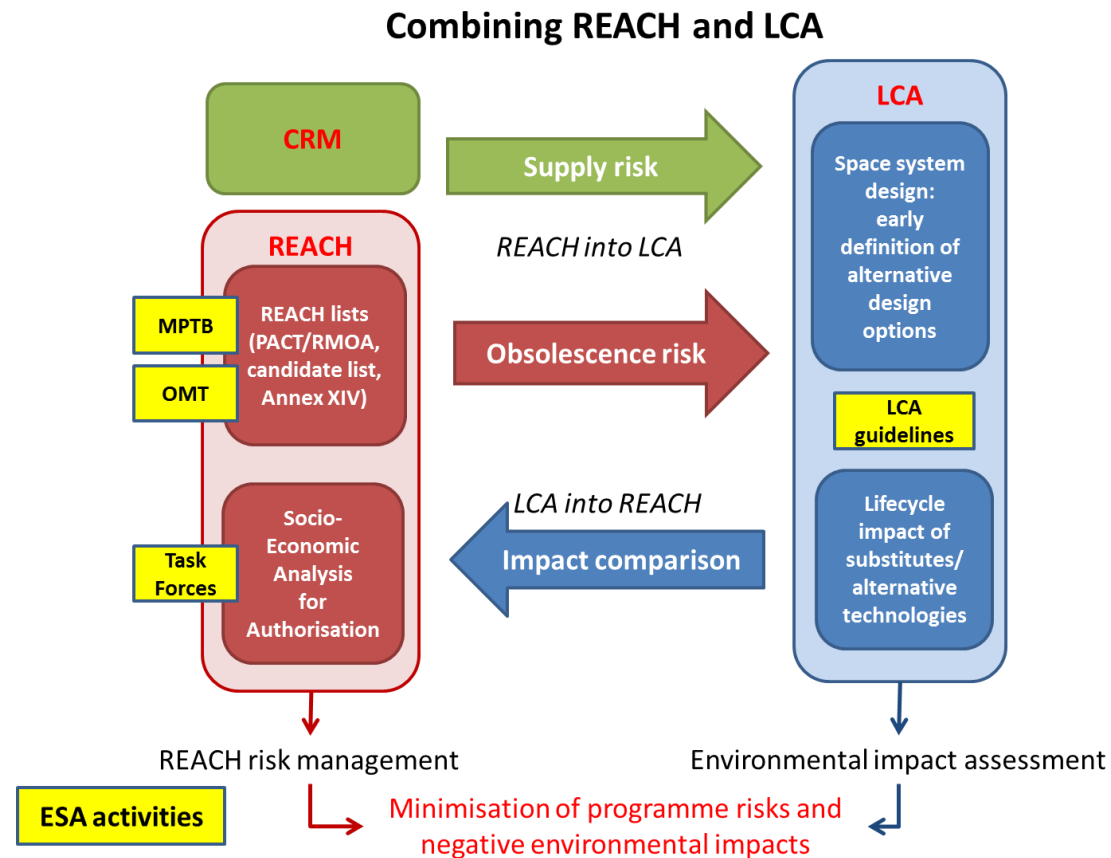 Combining REACH and LCA
CRM
Supply risk
LCA
Space system
design:
early
definition of
alternative
design
options
REACH into LCA
REACH
MPTB
OMT
REACH lists
(PACT/RMOA,
candidate list,
Annex XIV)
Obsolescence risk
LCA
guidelines
LCA into REACH
Task
Forces
Socio-
Economic
Analysis
for
Authorisation
Impact comparison
Lifecycle
impact of
substitutes/
alternative
technologies
REACH risk management
Environmental impact assessment
ESA activities
Minimisation of programme risks and
negative environmental impacts